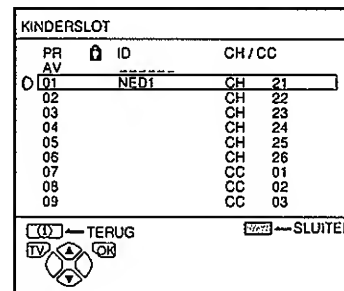 KINDERSLOT
PR ID CH / CC
AV ------
01 NED1 CH 21
02 CH 22
03 CH 23
04 CH 24
05 CH 25
06 CH 26
07 CC 01
08 CC 02
09 CC 03
TERUG SLUITEN
TV OK